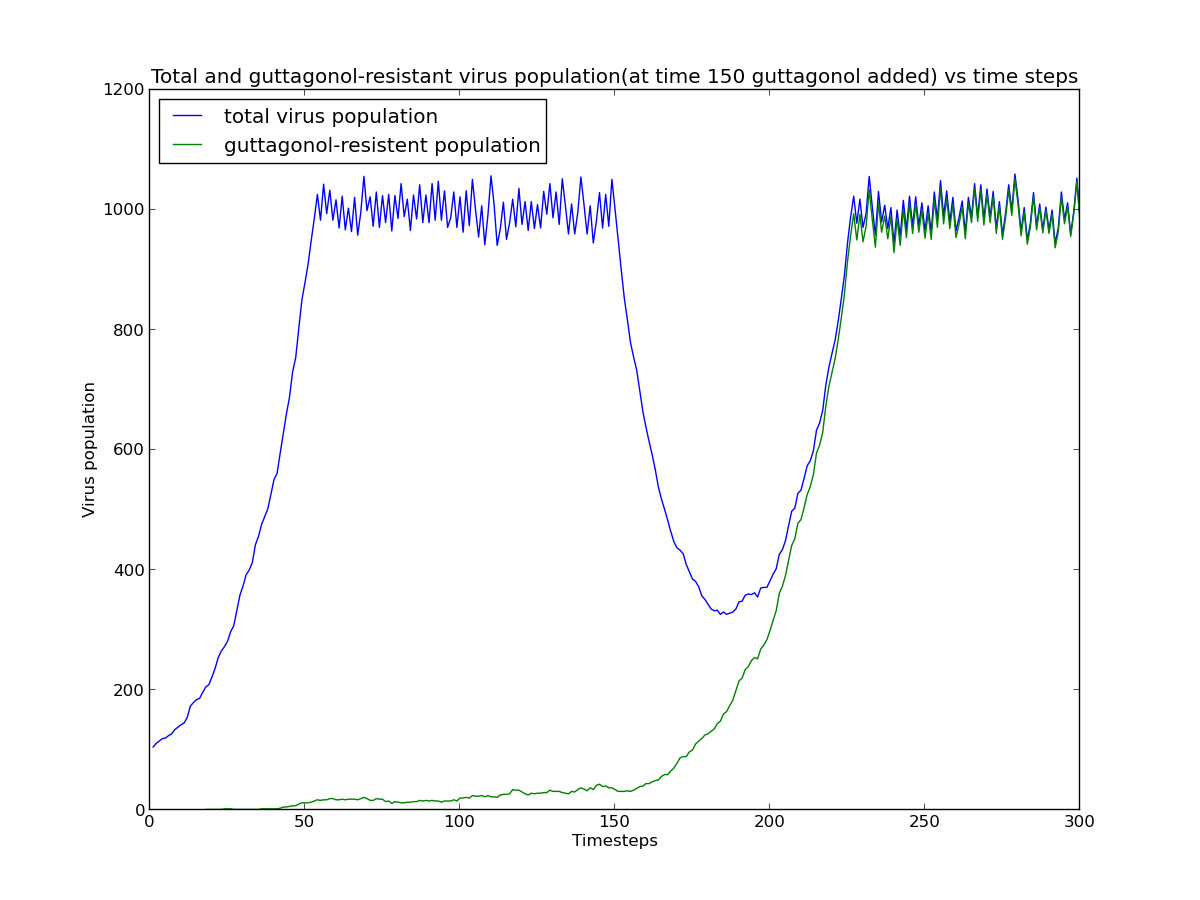 Total and guttagonol-resistant virus population(at time 150 guttagonol added) vs time steps
1200
total virus population
guttagonol-resistent population
1000
800
600
400
200
0
Virus population
0 50 100 150 200 250 300
Timesteps